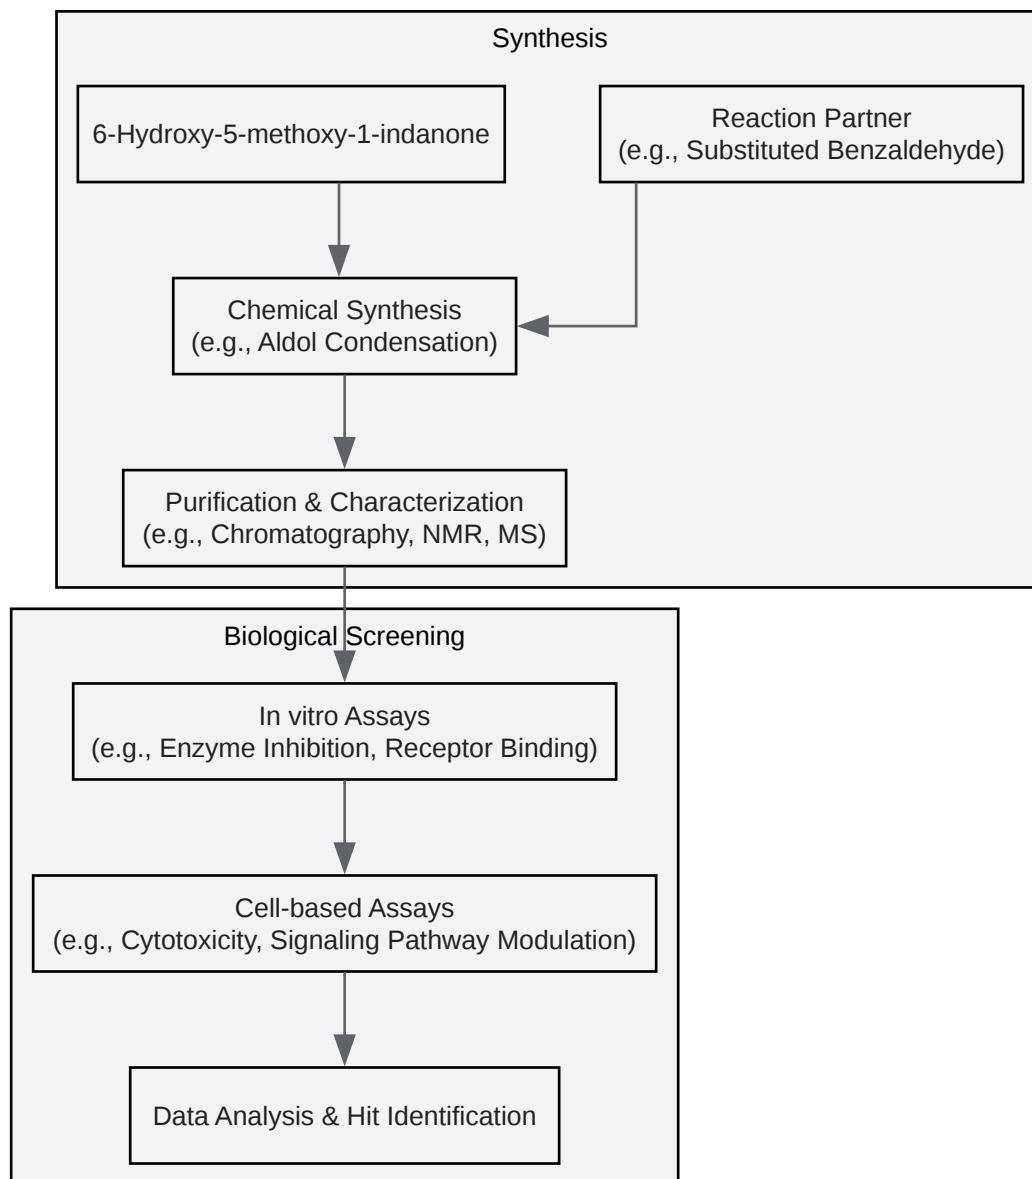 Synthesis
6-Hydroxy-5-methoxy-1-indanone
Reaction Partner
(e.g., Substituted Benzaldehyde)
Chemical Synthesis
(e.g., Aldol Condensation)
Purification & Characterization
(e.g., Chromatography, NMR, MS)
Biological Screening
In vitro Assays
(e.g., Enzyme Inhibition, Receptor Binding)
Cell-based Assays
(e.g., Cytotoxicity, Signaling Pathway Modulation)
Data Analysis & Hit Identification